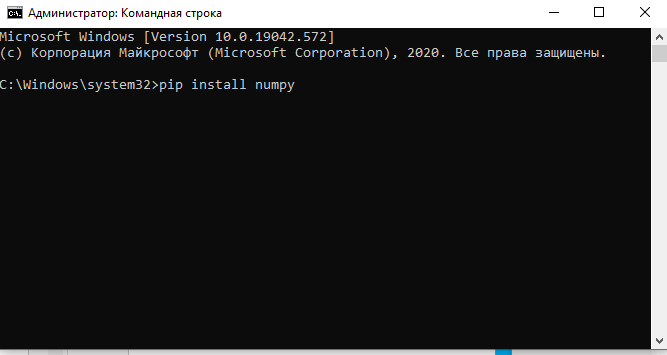 Администратор: Командная строка
Microsoft Windows [Version 10.0.19042.572]
(c) Корпорация Майкрософт (Microsoft Corporation), 2020. Все права защищены.
C:\Windows\system32>pip install numpy